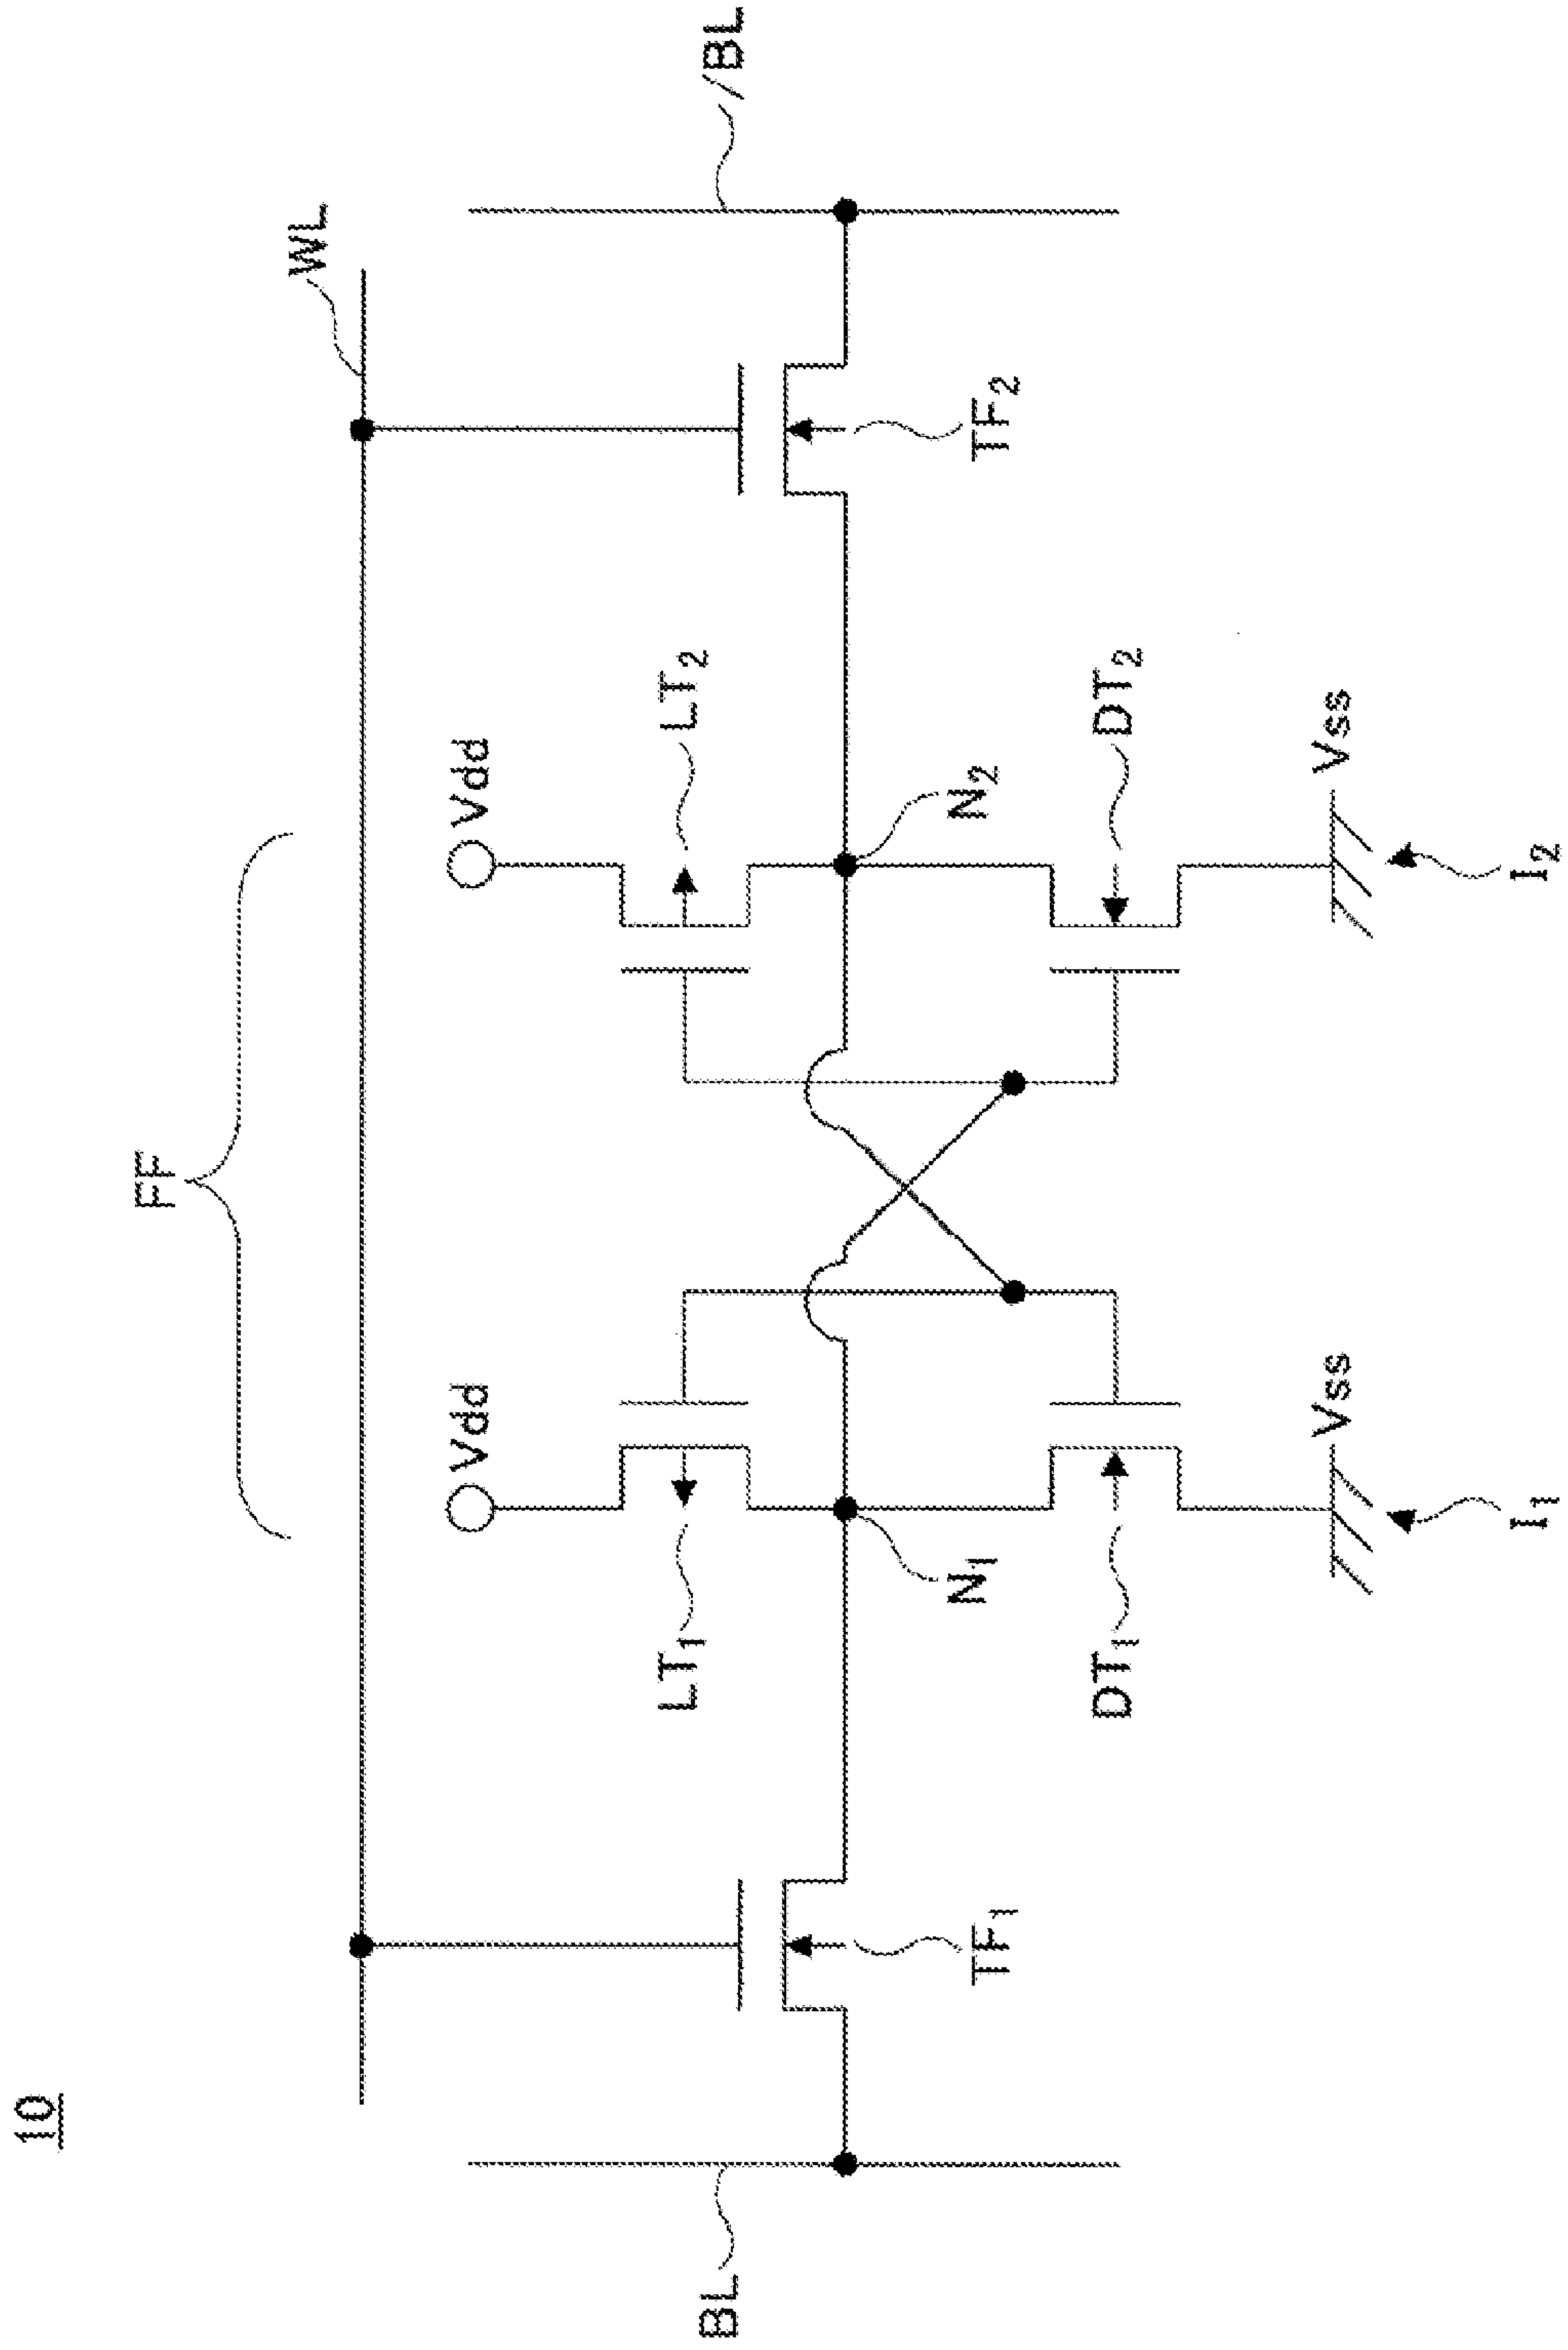 10
FF
WL
Vdd
Vdd
LT1
LT2
BL
/BL
TF1
N1
N2
TF2
DT1
DT2
Vss
Vss
I1
I2